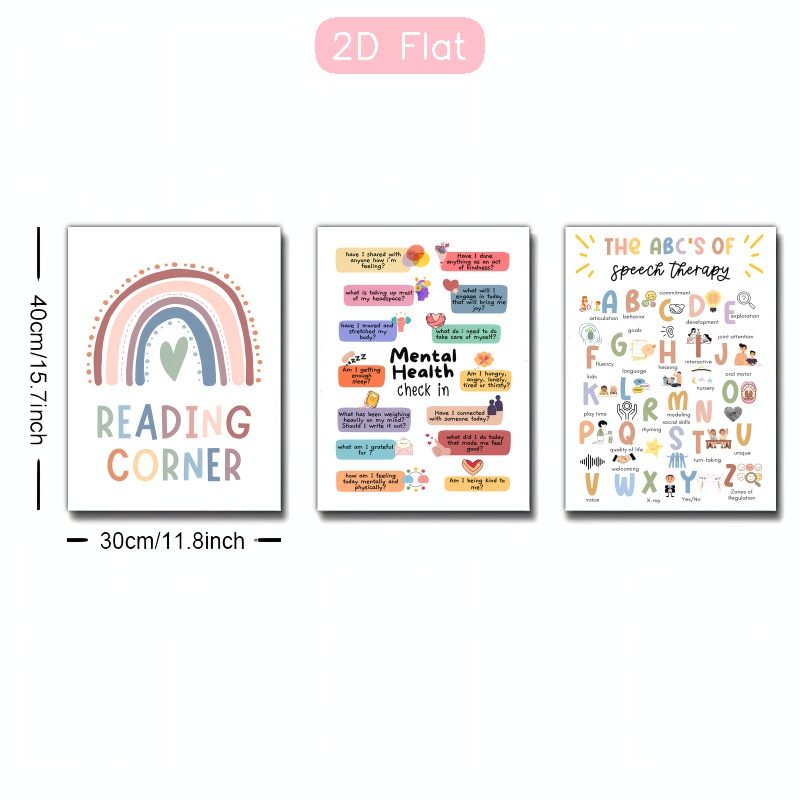 2D Flat
40cm/15.7inch
30cm/11.8inch
READING
CORNER
have I shared with
anyone how i'm
feeling?
Have I done
anything as an act
of kindness?
what is taking up most
of my headspace?
what will I
engage in today
that will bring me
joy?
have I moved and
stretched my
body?
what do i need to do
take care of myself?
zzzz
Am I getting
enough
sleep?
Mental
Health
check in
Am I hungry,
angry, lonely,
tired or thirsty?
What has been weighing
heavily on my mind?
Should I write it out?
Have I connected
with someone today?
what am I grateful
for ?
what did I do today
that made me feel
good?
how am I feeling
today mentally and
physically?
Am I being kind to
me?
THE ABC'S OF
speech therapy
A B C D E
articulation
behavior
commitment
development
exploration
F G H I J
fluency
goals
hearing
interactive
joint attention
K L M N O
kids
language
modeling
nursery
oral motor
P Q R S T U
play time
quality of life
rhyming
social skills
turn-taking
unique
V W X Y Z
voice
welcoming
X-ray
Yes/No
Zones of
Regulation